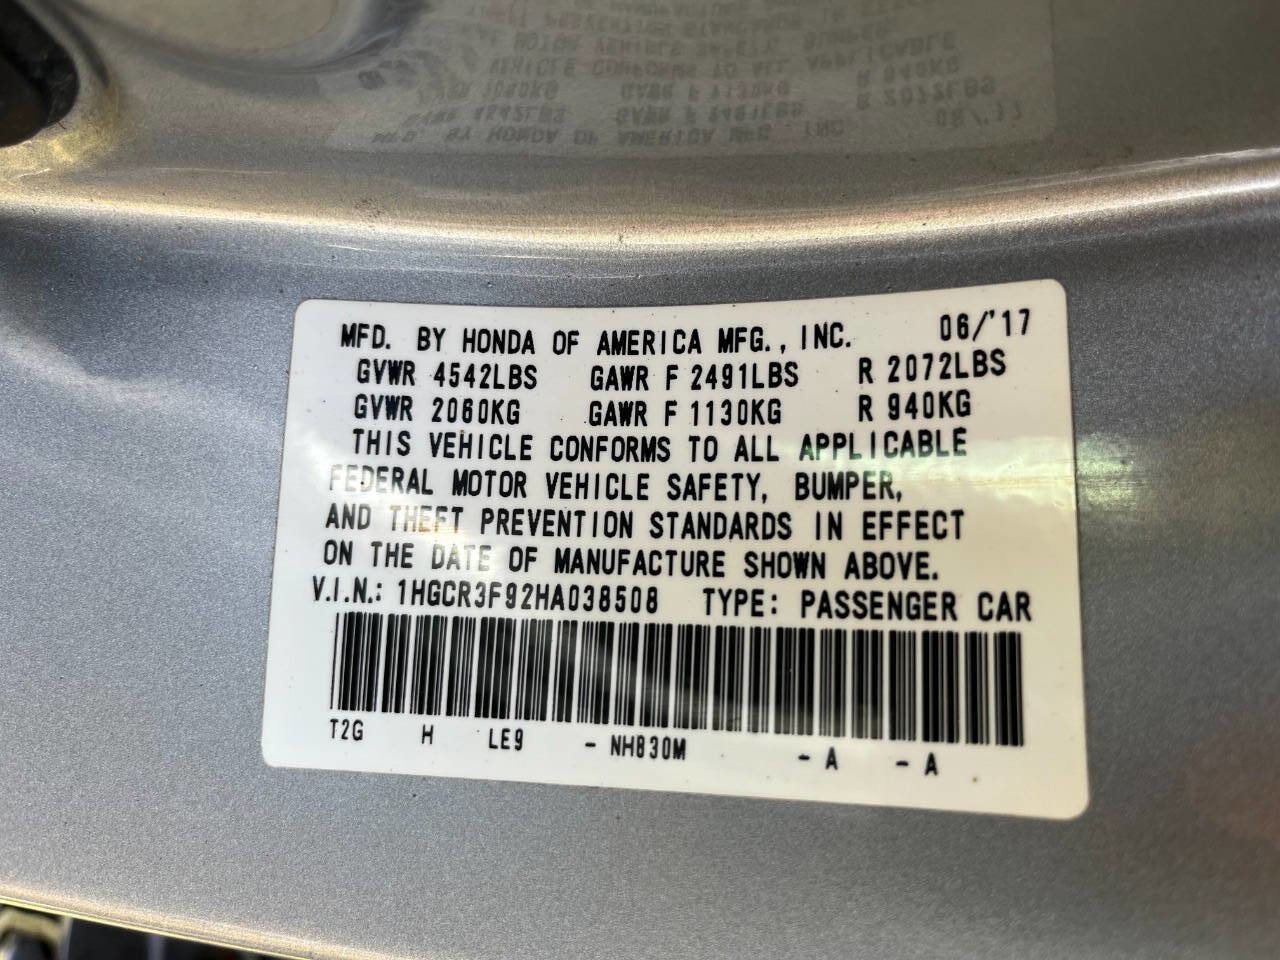 MFD. BY HONDA OF AMERICA MFG., INC. 06/'17
GVWR 4542LBS GAWR F 2491LBS R 2072LBS
GVWR 2060KG GAWR F 1130KG R 940KG
THIS VEHICLE CONFORMS TO ALL APPLICABLE
FEDERAL MOTOR VEHICLE SAFETY, BUMPER,
AND THEFT PREVENTION STANDARDS IN EFFECT
ON THE DATE OF MANUFACTURE SHOWN ABOVE.
V.I.N.: 1HGCR3F92HA038508 TYPE: PASSENGER CAR
T2G H LE9 - NH830M - A - A